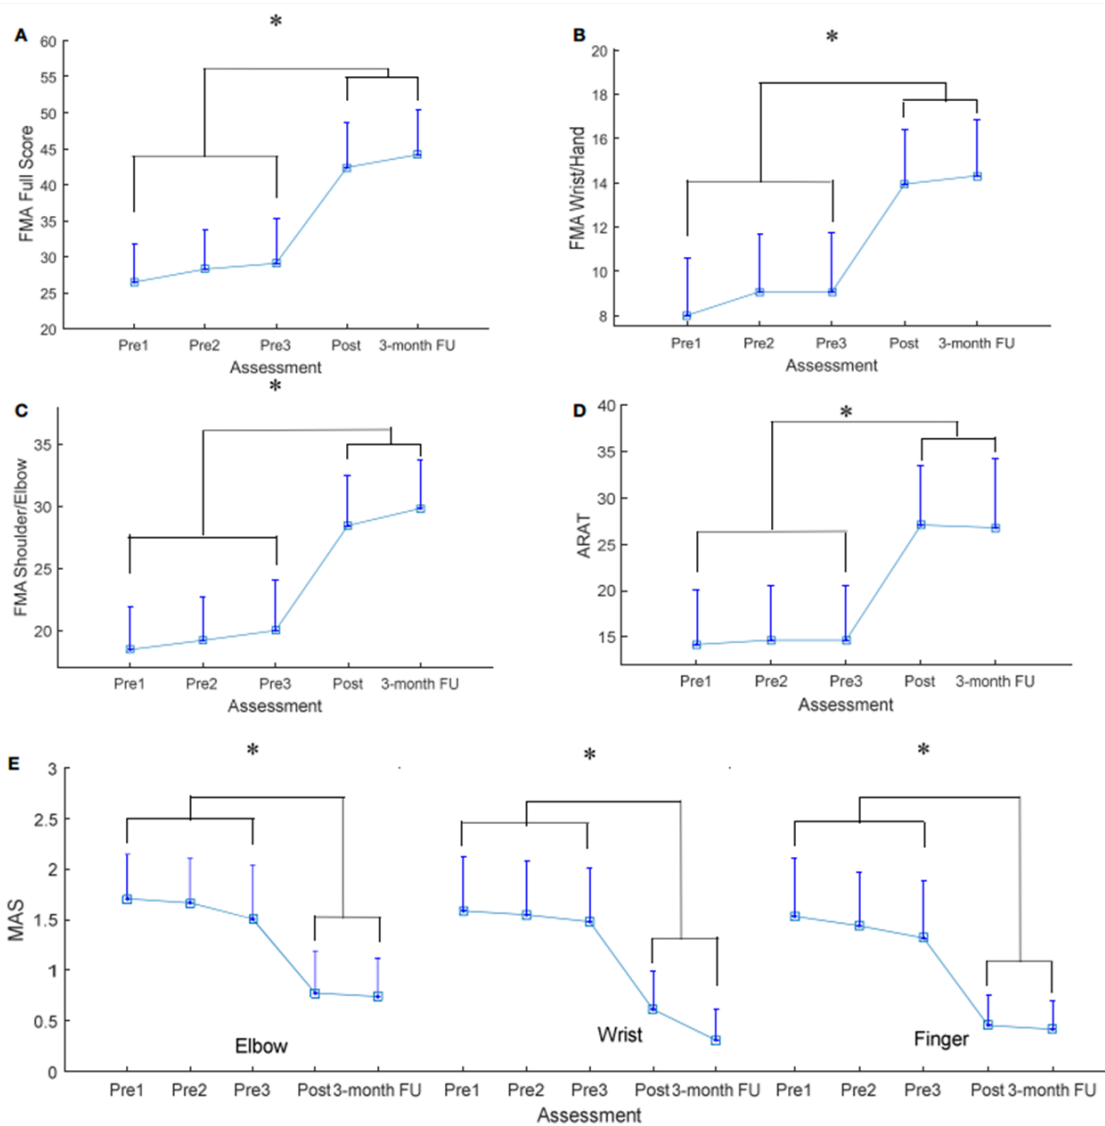 A
*
60
55
50
45
40
35
30
25
20
FMA Full Score
Pre1 Pre2 Pre3 Post 3-month FU
Assessment
B
*
20
18
16
14
12
10
8
FMA Wrist/Hand
Pre1 Pre2 Pre3 Post 3-month FU
Assessment
C
*
35
30
25
20
FMA Shoulder/Elbow
Pre1 Pre2 Pre3 Post 3-month FU
Assessment
D
*
40
35
30
25
20
15
ARAT
Pre1 Pre2 Pre3 Post 3-month FU
Assessment
E
* * *
3
2.5
2
1.5
1
0.5
0
MAS
Elbow Wrist Finger
Pre1 Pre2 Pre3 Post 3-month FU Pre1 Pre2 Pre3 Post 3-month FU Pre1 Pre2 Pre3 Post 3-month FU
Assessment